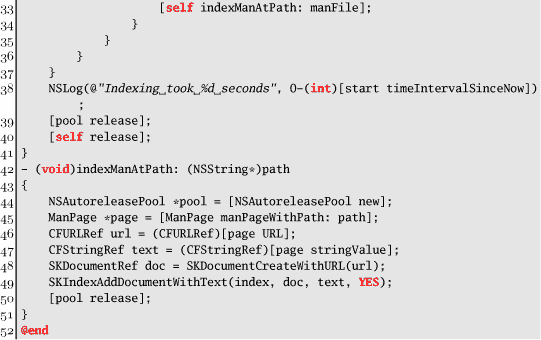 33 [self indexManAtPath: manFile];
34 }
35 }
36 }
37 }
38 NSLog(@"Indexing␣took␣%d␣seconds", 0-(int)[start timeIntervalSinceNow])
;
39 [pool release];
40 [self release];
41 }
42 - (void)indexManAtPath: (NSString*)path
43 {
44 NSAutoreleasePool *pool = [NSAutoreleasePool new];
45 ManPage *page = [ManPage manPageWithPath: path];
46 CFURLRef url = (CFURLRef)[page URL];
47 CFStringRef text = (CFStringRef)[page stringValue];
48 SKDocumentRef doc = SKDocumentCreateWithURL(url);
49 SKIndexAddDocumentWithText(index, doc, text, YES);
50 [pool release];
51 }
52 @end